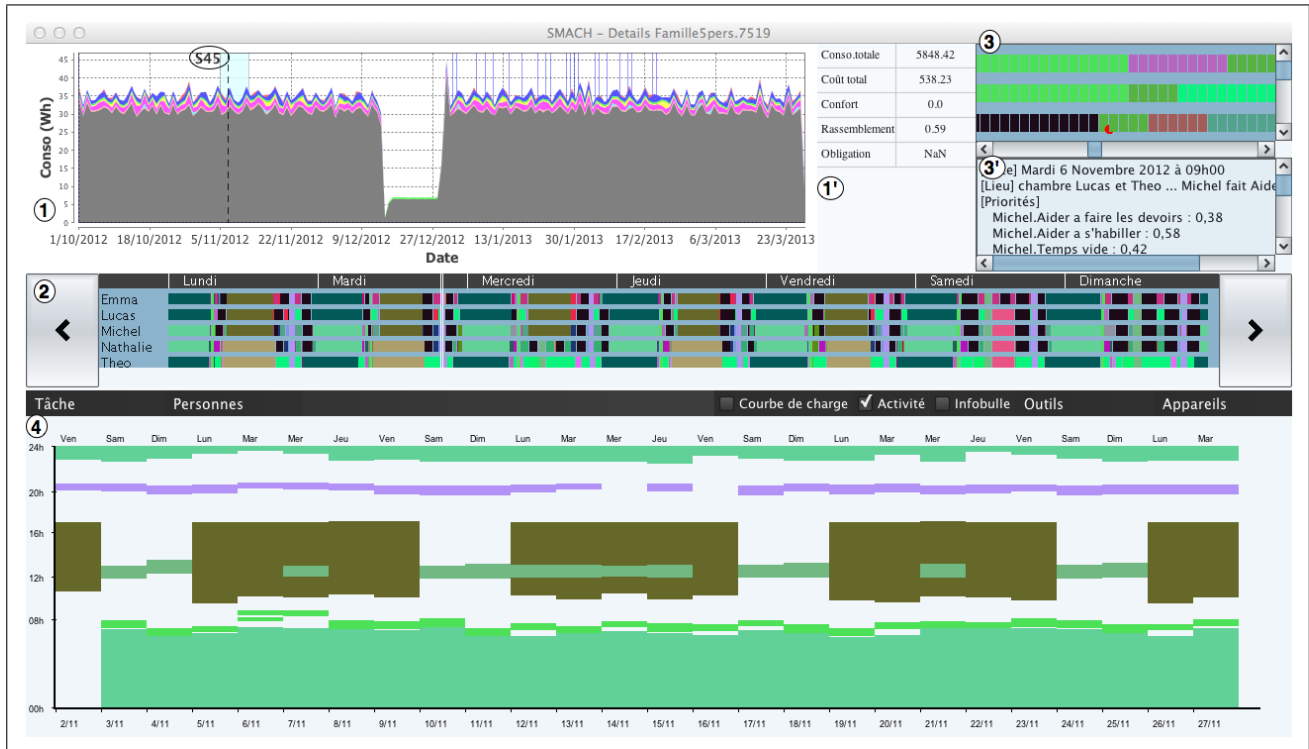 SMACH - Details Famille5pers.7519
1
S45
Conso (Wh)
45
40
35
30
25
20
15
10
5
0
1/10/2012 18/10/2012 5/11/2012 22/11/2012 9/12/2012 27/12/2012 13/1/2013 30/1/2013 17/2/2013 6/3/2013 23/3/2013
Date
Conso.totale 5848.42
Coût total 538.23
Confort 0.0
Rassemblement 0.59
Obligation NaN
1'
3
3'
e] Mardi 6 Novembre 2012 à 09h00
[Lieu] chambre Lucas et Theo ... Michel fait Aide
[Priorités]
Michel.Aider a faire les devoirs : 0,38
Michel.Aider a s'habiller : 0,58
Michel.Temps vide : 0,42
2
Lundi Mardi Mercredi Jeudi Vendredi Samedi Dimanche
Emma
Lucas
Michel
Nathalie
Theo
Tâche Personnes Courbe de charge Activité Infobulle Outils Appareils
4
Ven Sam Dim Lun Mar Mer Jeu Ven Sam Dim Lun Mar Mer Jeu Ven Sam Dim Lun Mar Mer Jeu Ven Sam Dim Lun Mar
24h
20h
16h
12h
08h
00h
2/11 3/11 4/11 5/11 6/11 7/11 8/11 9/11 10/11 11/11 12/11 13/11 14/11 15/11 16/11 17/11 18/11 19/11 20/11 21/11 22/11 23/11 24/11 25/11 26/11 27/11